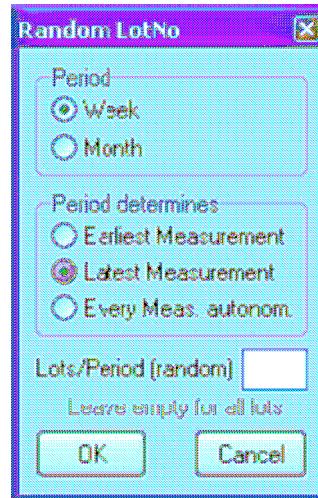 Random LotNo
Period
Week
Month
Period determines
Earliest Measurement
Latest Measurement
Every Meas. autonom.
Lots/Period (random)
Leave empty for all lots
OK
Cancel